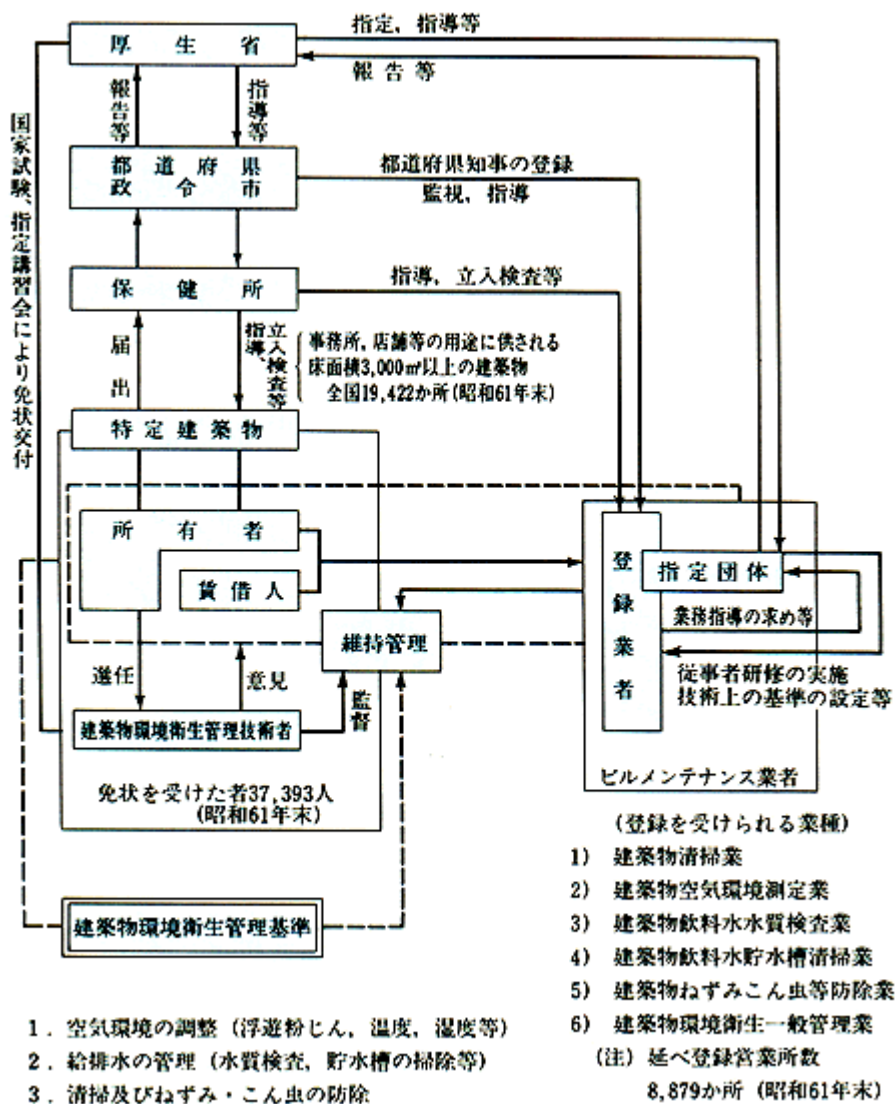 指定，指導等
厚生省
報告等
報告等
指導等
国家試験、指定講習会により免状交付
都道府県
政令市
都道府県知事の登録
監視，指導
保健所
指導，立入検査等
届出
立入検査等
指導、
事務所，店舗等の用途に供される
床面積3,000㎡以上の建築物
全国19,422か所(昭和61年末)
特定建築物
所有者
賃借人
登録業者
指定団体
業務指導の求め等
維持管理
従事者研修の実施
技術上の基準の設定等
選任
意見
監督
建築物環境衛生管理技術者
ビルメンテナンス業者
免状を受けた者37,393人
(昭和61年末)
建築物環境衛生管理基準
(登録を受けられる業種)
1) 建築物清掃業
2) 建築物空気環境測定業
3) 建築物飲料水水質検査業
4) 建築物飲料水貯水槽清掃業
5) 建築物ねずみこん虫等防除業
6) 建築物環境衛生一般管理業
(注) 延べ登録営業所数
8,879か所 (昭和61年末)
1．空気環境の調整 (浮遊粉じん，温度，湿度等)
2．給排水の管理 (水質検査，貯水槽の掃除等)
3．清掃及びねずみ・こん虫の防除